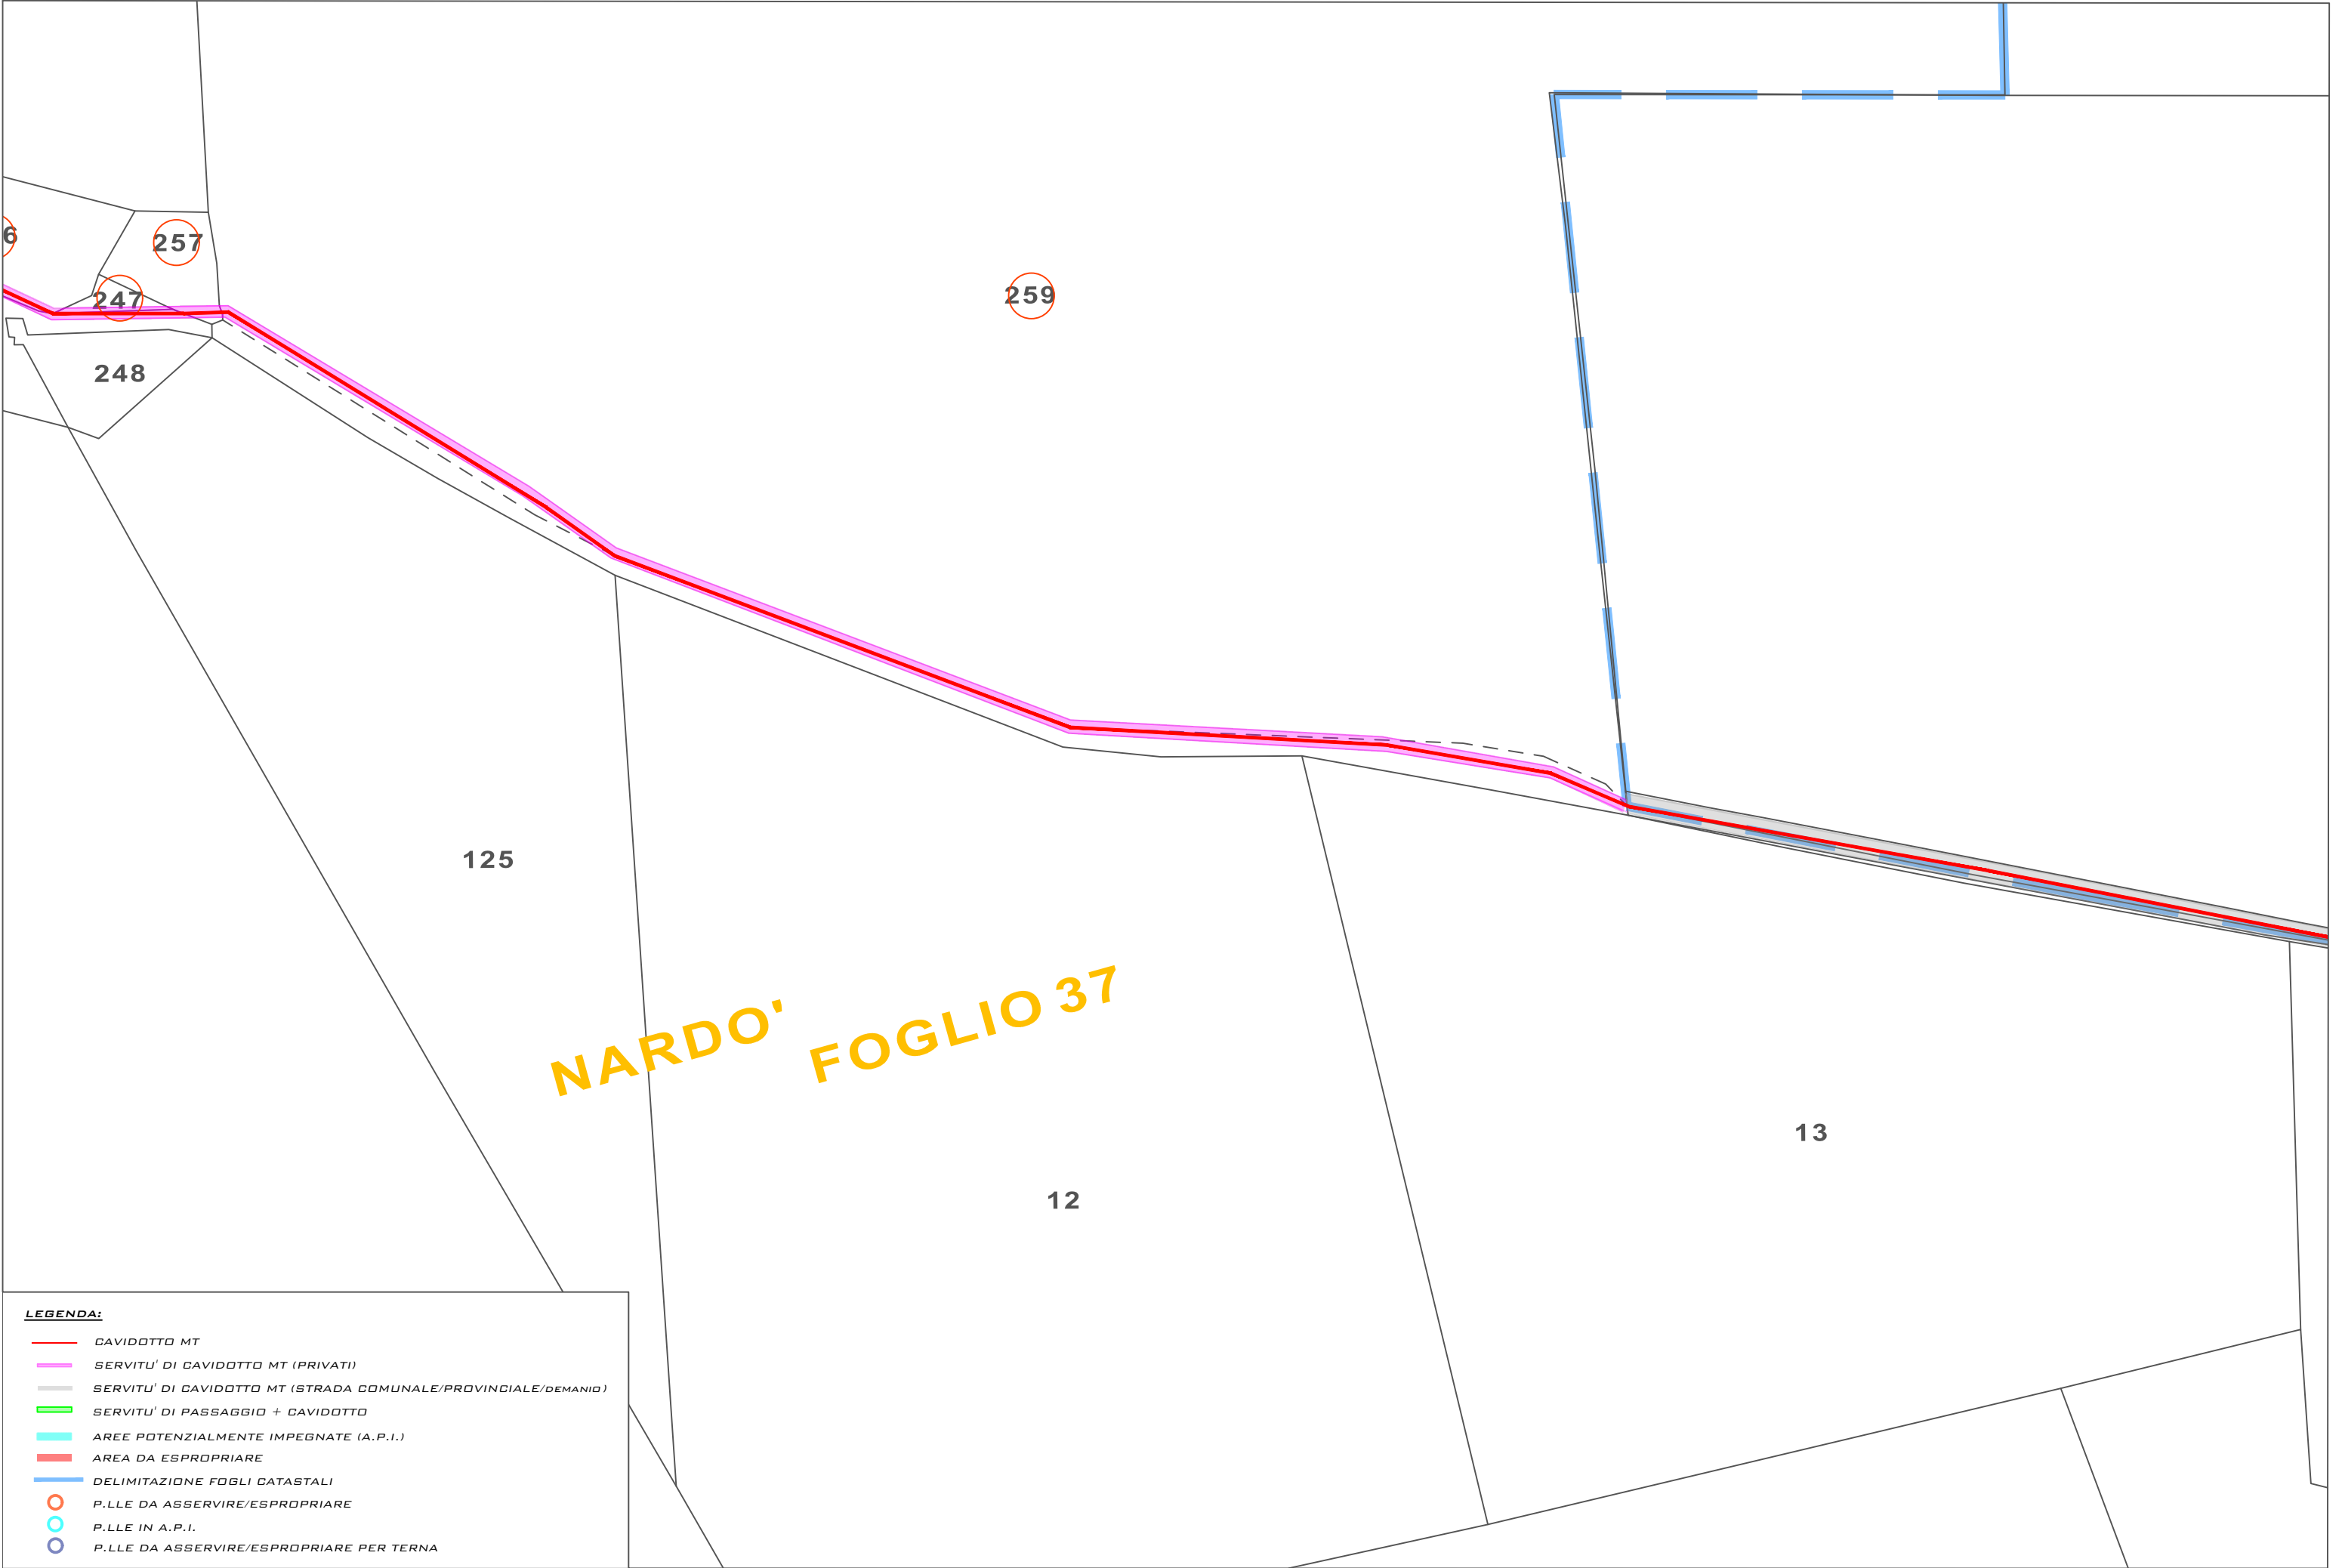 6
257
247
259
248
125
NARDO' FOGLIO 37
13
12
LEGENDA:
CAVIDOTTO MT
SERVITU' DI CAVIDOTTO MT (PRIVATI)
SERVITU' DI CAVIDOTTO MT (STRADA COMUNALE/PROVINCIALE/DEMANIO)
SERVITU' DI PASSAGGIO + CAVIDOTTO
AREE POTENZIALMENTE IMPEGNATE (A.P.I.)
AREA DA ESPROPRIARE
DELIMITAZIONE FOGLI CATASTALI
P.LLE DA ASSERVIRE/ESPROPRIARE
P.LLE IN A.P.I.
P.LLE DA ASSERVIRE/ESPROPRIARE PER TERNA